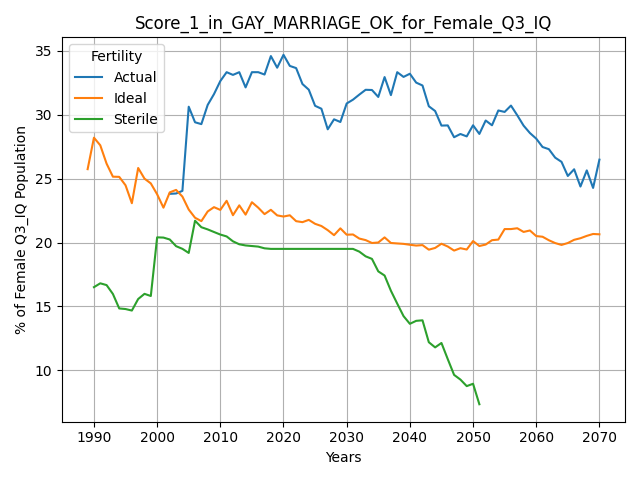 Score_1_in_GAY_MARRIAGE_OK_for_Female_Q3_IQ
Fertility
Actual
Ideal
Sterile
% of Female Q3_IQ Population
35
30
25
20
15
10
1990 2000 2010 2020 2030 2040 2050 2060 2070
Years